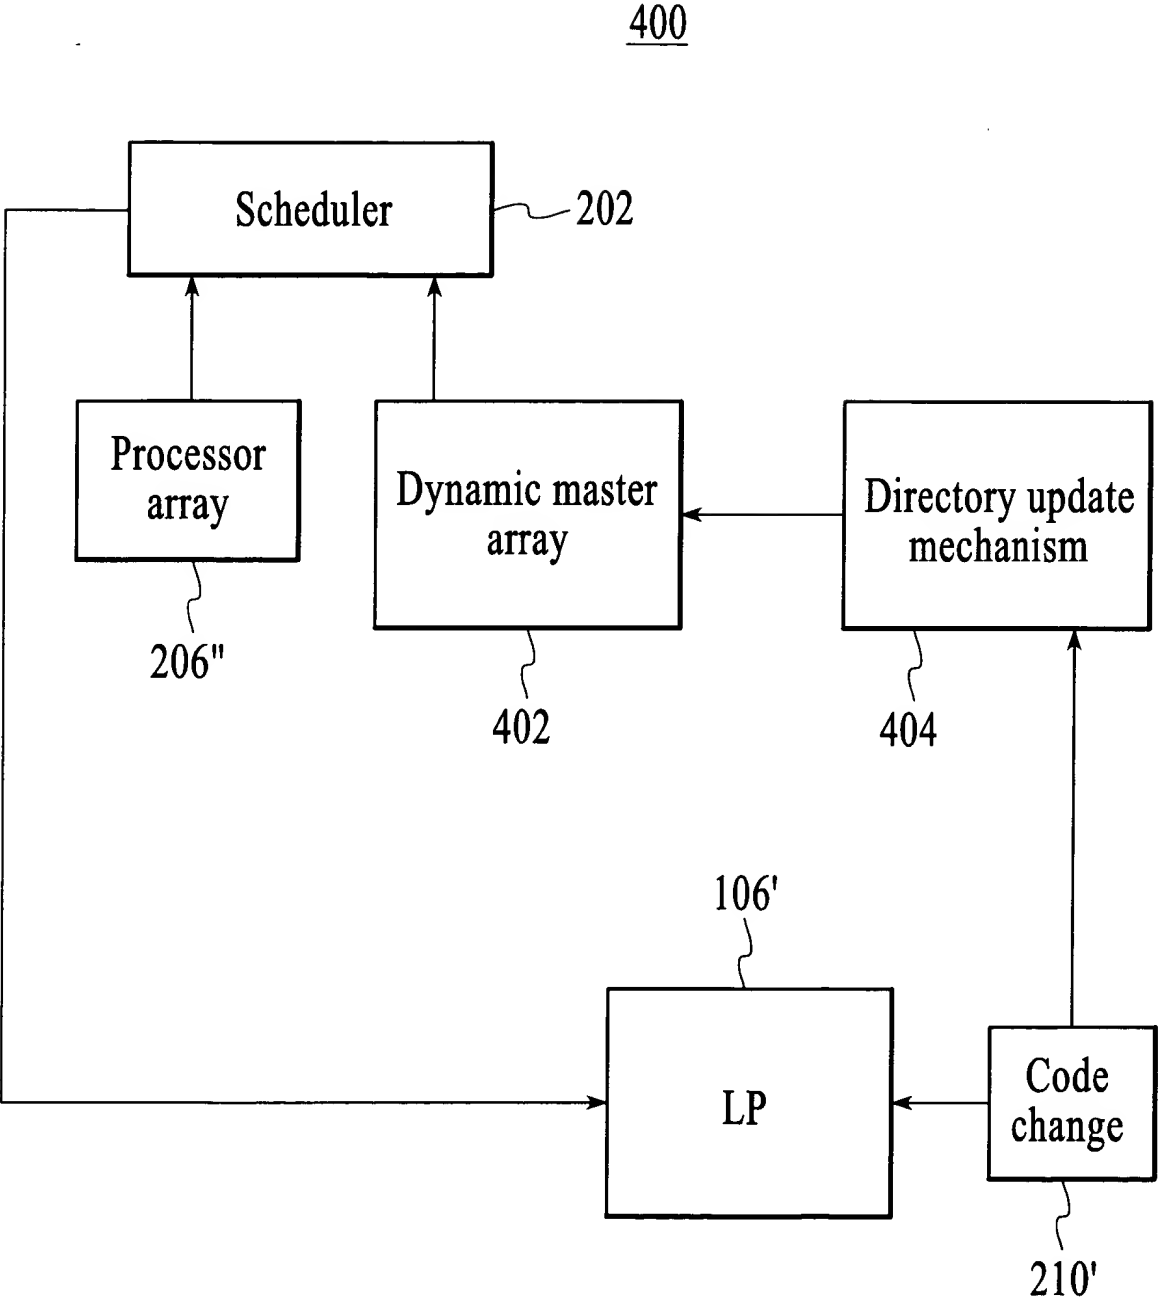 400
Scheduler
202
Processor
array
206"
Dynamic master
array
402
Directory update
mechanism
404
106'
LP
Code
change
210'